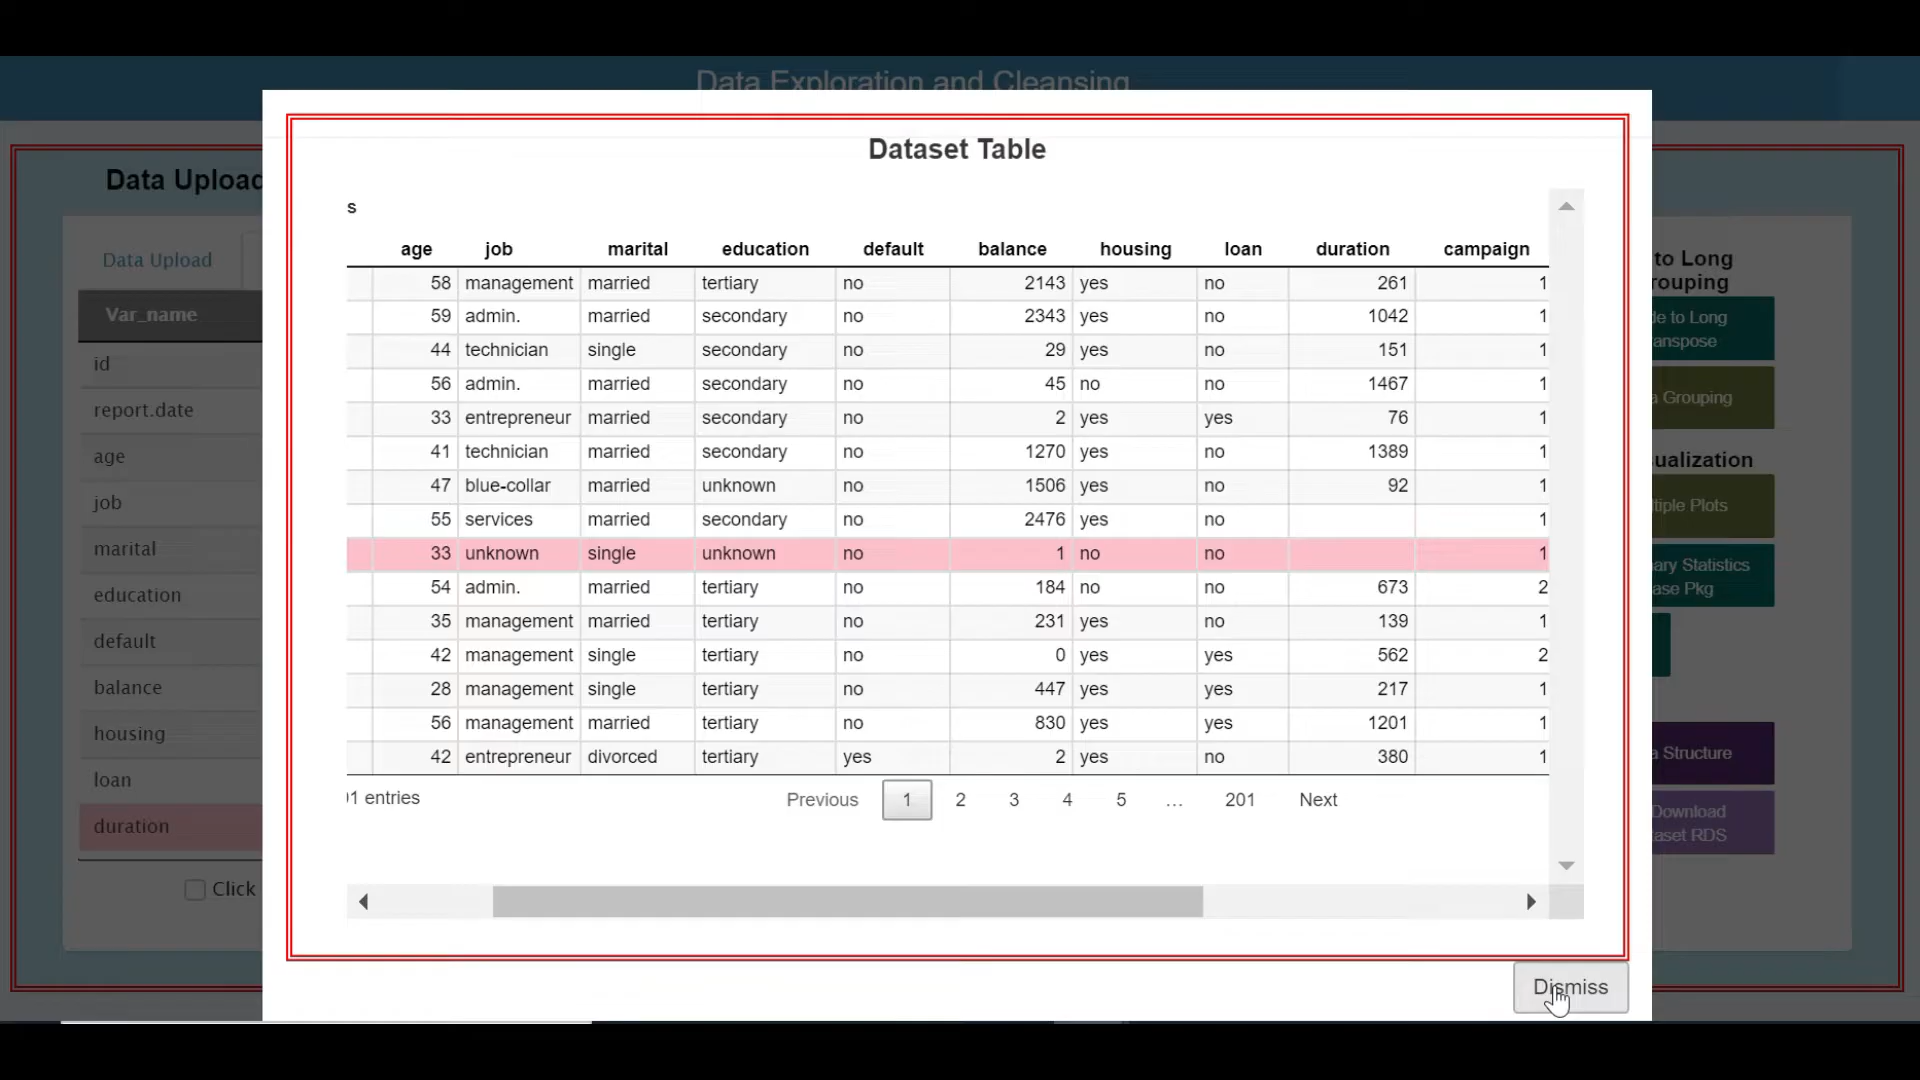 Data Exploration and Cleansing
Data Upload
Data Upload
Var_name
id
report.date
age
job
marital
education
default
balance
housing
loan
duration
Click
Dataset Table
s
age job marital education default balance housing loan duration campaign
58 management married tertiary no 2143 yes no 261 1
59 admin. married secondary no 2343 yes no 1042 1
44 technician single secondary no 29 yes no 151 1
56 admin. married secondary no 45 no no 1467 1
33 entrepreneur married secondary no 2 yes yes 76 1
41 technician married secondary no 1270 yes no 1389 1
47 blue-collar married unknown no 1506 yes no 92 1
55 services married secondary no 2476 yes no 1
33 unknown single unknown no 1 no no 1
54 admin. married tertiary no 184 no no 673 2
35 management married tertiary no 231 yes no 139 1
42 management single tertiary no 0 yes yes 562 2
28 management single tertiary no 447 yes yes 217 1
56 management married tertiary no 830 yes yes 1201 1
42 entrepreneur divorced tertiary yes 2 yes no 380 1
01 entries Previous 1 2 3 4 5 … 201 Next
Dismiss
to Long
rouping
de to Long
anspose
a Grouping
ualization
tiple Plots
ary Statistics
ase Pkg
a Structure
Download
taset RDS